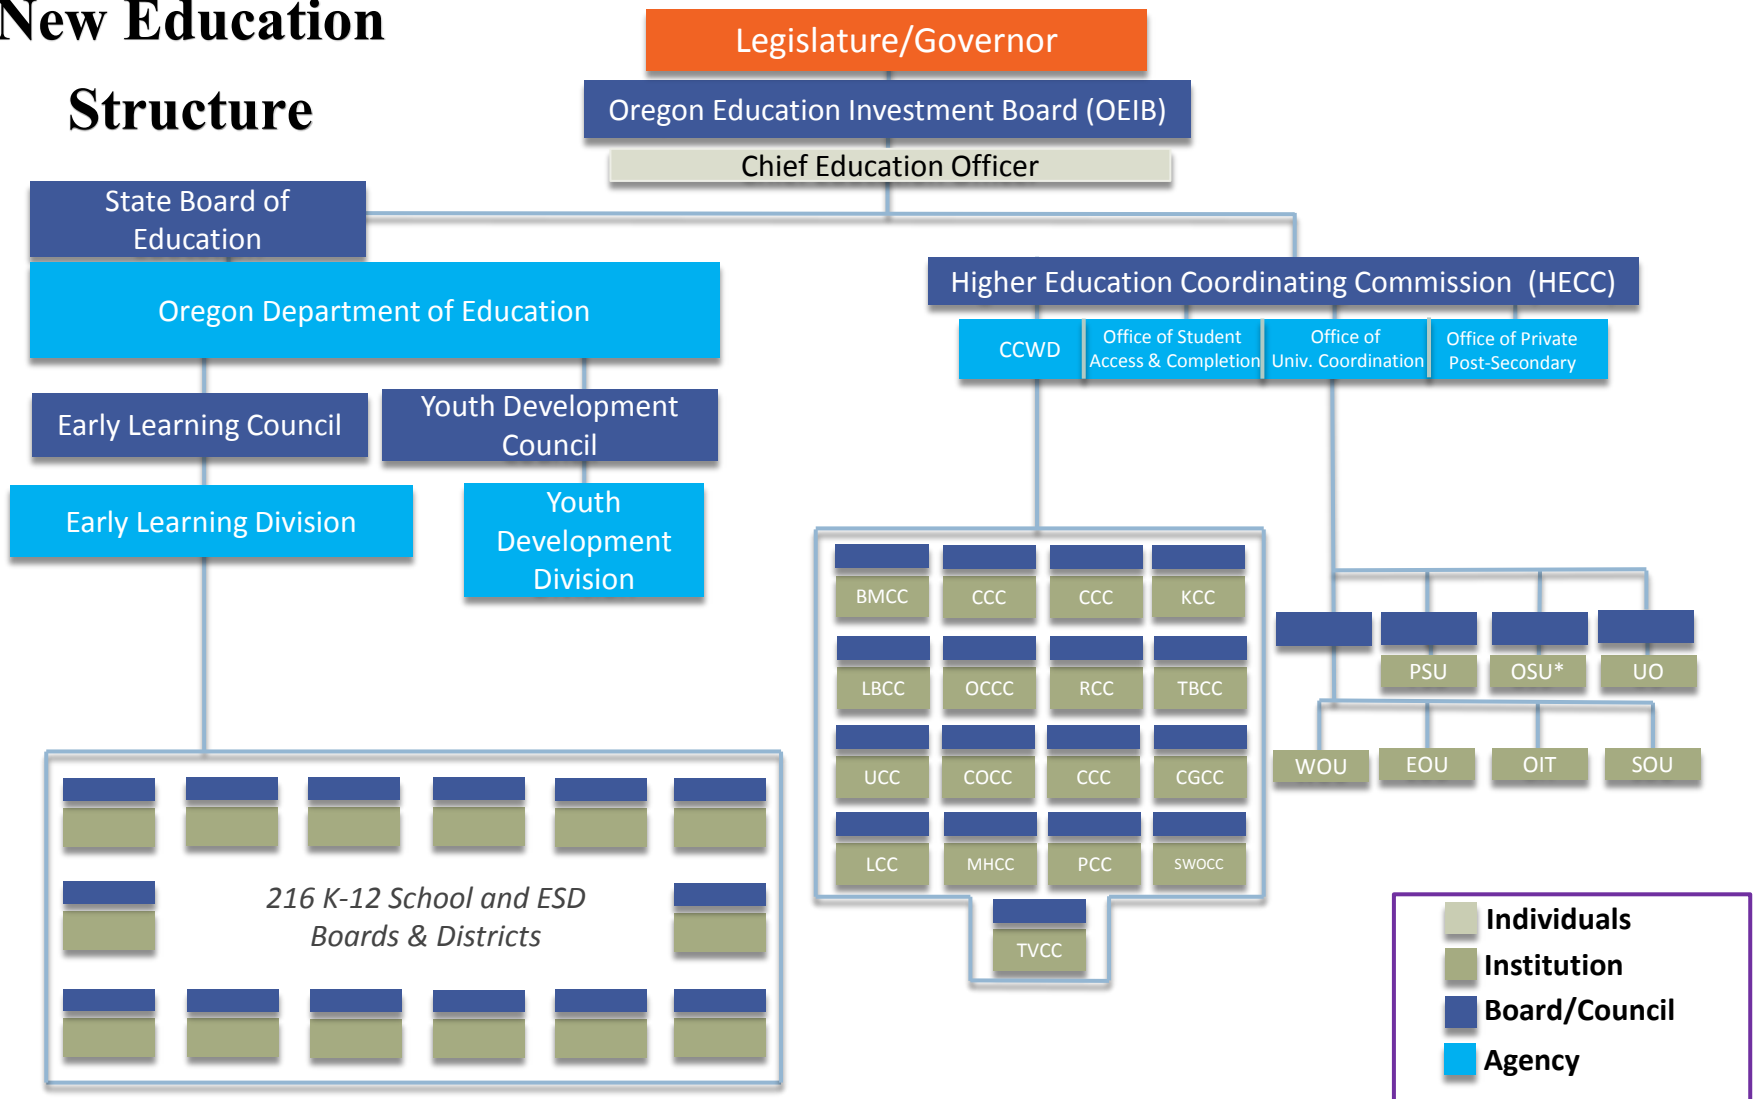 New Education
Structure
Legislature/Governor
Oregon Education Investment Board (OEIB)
Chief Education Officer
State Board of
Education
Oregon Department of Education
Early Learning Council
Youth Development
Council
Early Learning Division
Youth
Development
Division
216 K-12 School and ESD
Boards & Districts
Higher Education Coordinating Commission (HECC)
CCWD
Office of Student
Access & Completion
Office of
Univ. Coordination
Office of Private
Post-Secondary
BMCC
CCC
CCC
KCC
LBCC
OCCC
RCC
TBCC
UCC
COCC
CCC
CGCC
LCC
MHCC
PCC
SWOCC
TVCC
PSU
OSU*
UO
WOU
EOU
OIT
SOU
Individuals
Institution
Board/Council
Agency